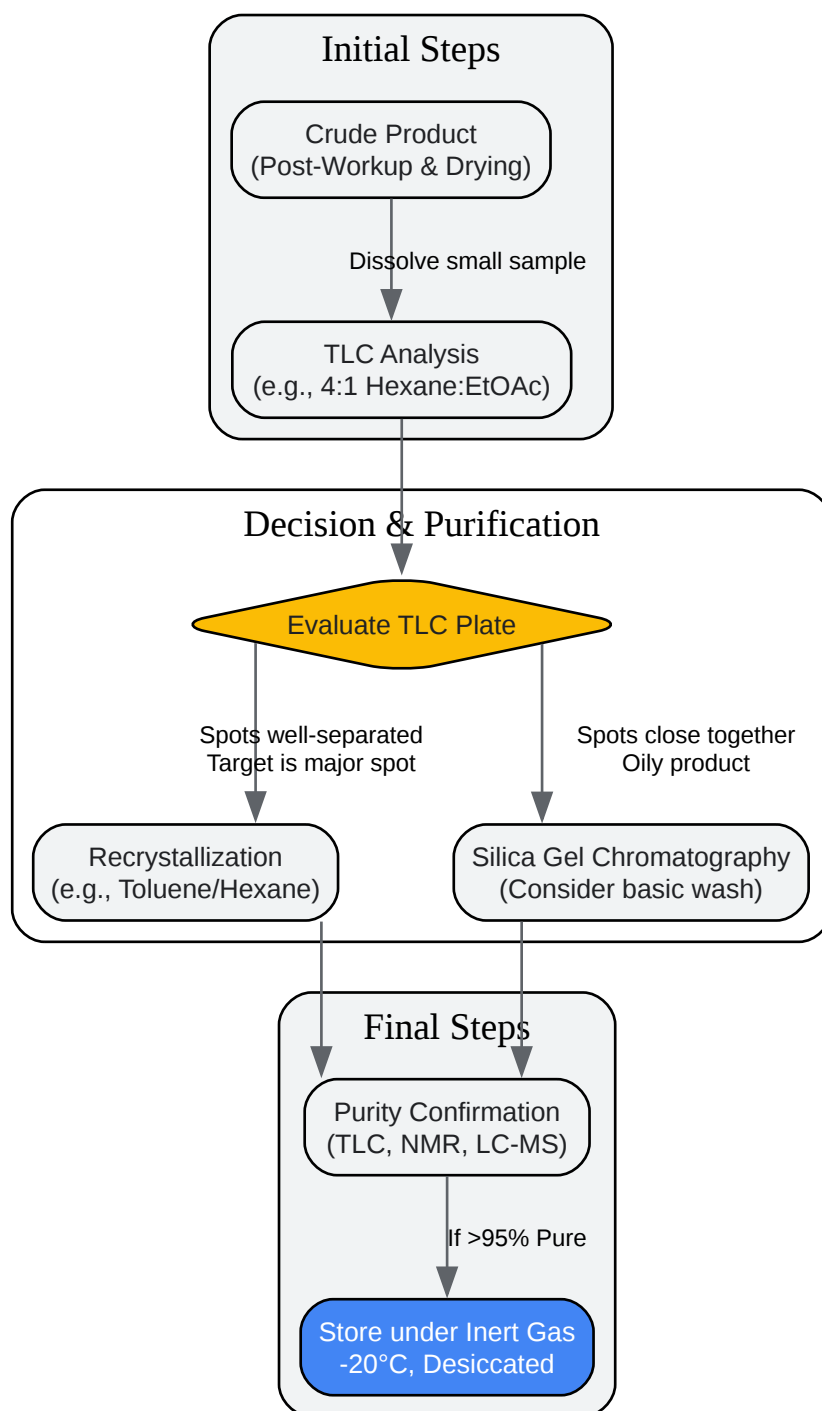 Initial Steps
Crude Product
(Post-Workup & Drying)
Dissolve small sample
TLC Analysis
(e.g., 4:1 Hexane:EtOAc)
Decision & Purification
Evaluate TLC Plate
Spots well-separated
Target is major spot
Spots close together
Oily product
Recrystallization
(e.g., Toluene/Hexane)
Silica Gel Chromatography
(Consider basic wash)
Final Steps
Purity Confirmation
(TLC, NMR, LC-MS)
If >95% Pure
Store under Inert Gas
-20°C, Desiccated